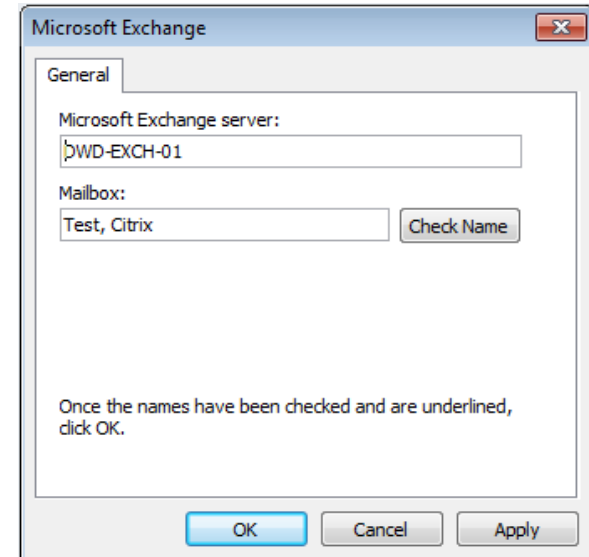 Microsoft Exchange
General
Microsoft Exchange server:
DWD-EXCH-01
Mailbox:
Test, Citrix
Check Name
Once the names have been checked and are underlined,
click OK.
OK
Cancel
Apply